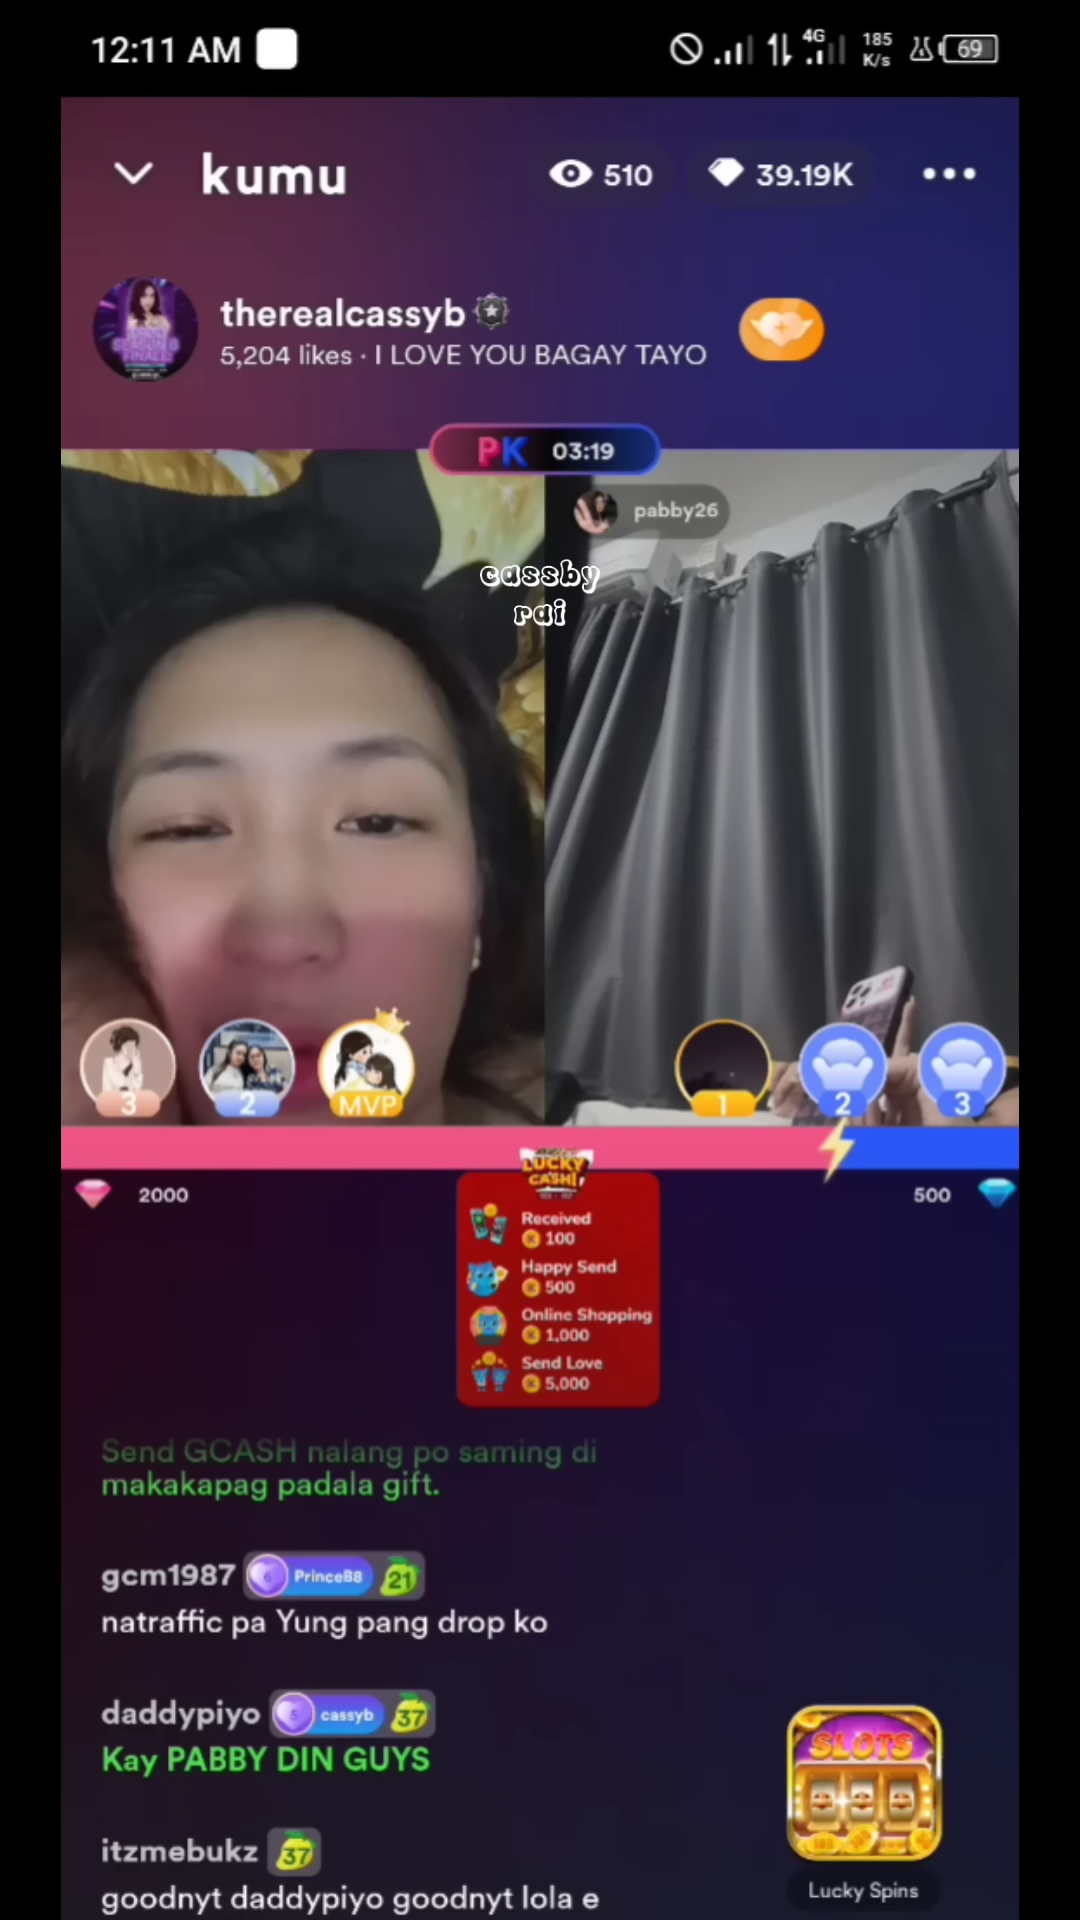 12:11 AM
4G
185
K/s
69
kumu
510
39.19K
therealcassyb
5,204 likes · I LOVE YOU BAGAY TAYO
PK 03:19
pabby26
cassby
rai
3
2
MVP
1
2
3
LUCKY
CASH!
2000
500
Received
100
Happy Send
500
Online Shopping
1,000
Send Love
5,000
Send GCASH nalang po saming di
makakapag padala gift.
gcm1987 6 PrinceB8 21
natraffic pa Yung pang drop ko
daddypiyo 5 cassyb 37
Kay PABBY DIN GUYS
itzmebukz 37
goodnyt daddypiyo goodnyt lola e
SLOTS
Lucky Spins